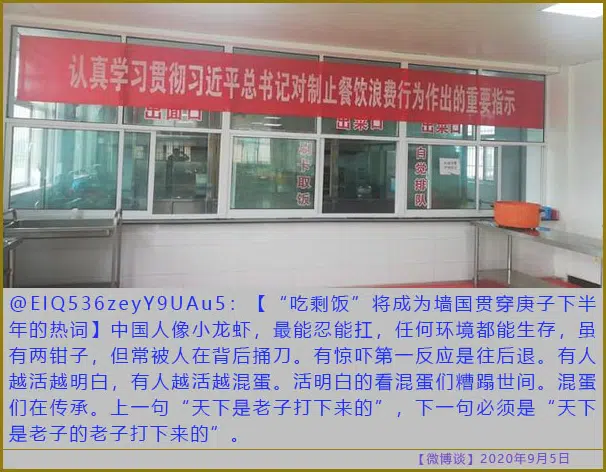 认真学习贯彻习近平总书记对制止餐饮浪费行为作出的重要指示
出面口
出菜口
出菜口
刷卡取饭
自觉排队
@EIQ536zeyY9UAu5：【“吃剩饭”将成为墙国贯穿庚子下半
年的热词】中国人像小龙虾，最能忍能扛，任何环境都能生存，虽
有两钳子，但常被人在背后捅刀。有惊吓第一反应是往后退。有人
越活越明白，有人越活越混蛋。活明白的看混蛋们糟蹋世间。混蛋
们在传承。上一句“天下是老子打下来的”，下一句必须是“天下
是老子的老子打下来的”。
【微博谈】2020年9月5日